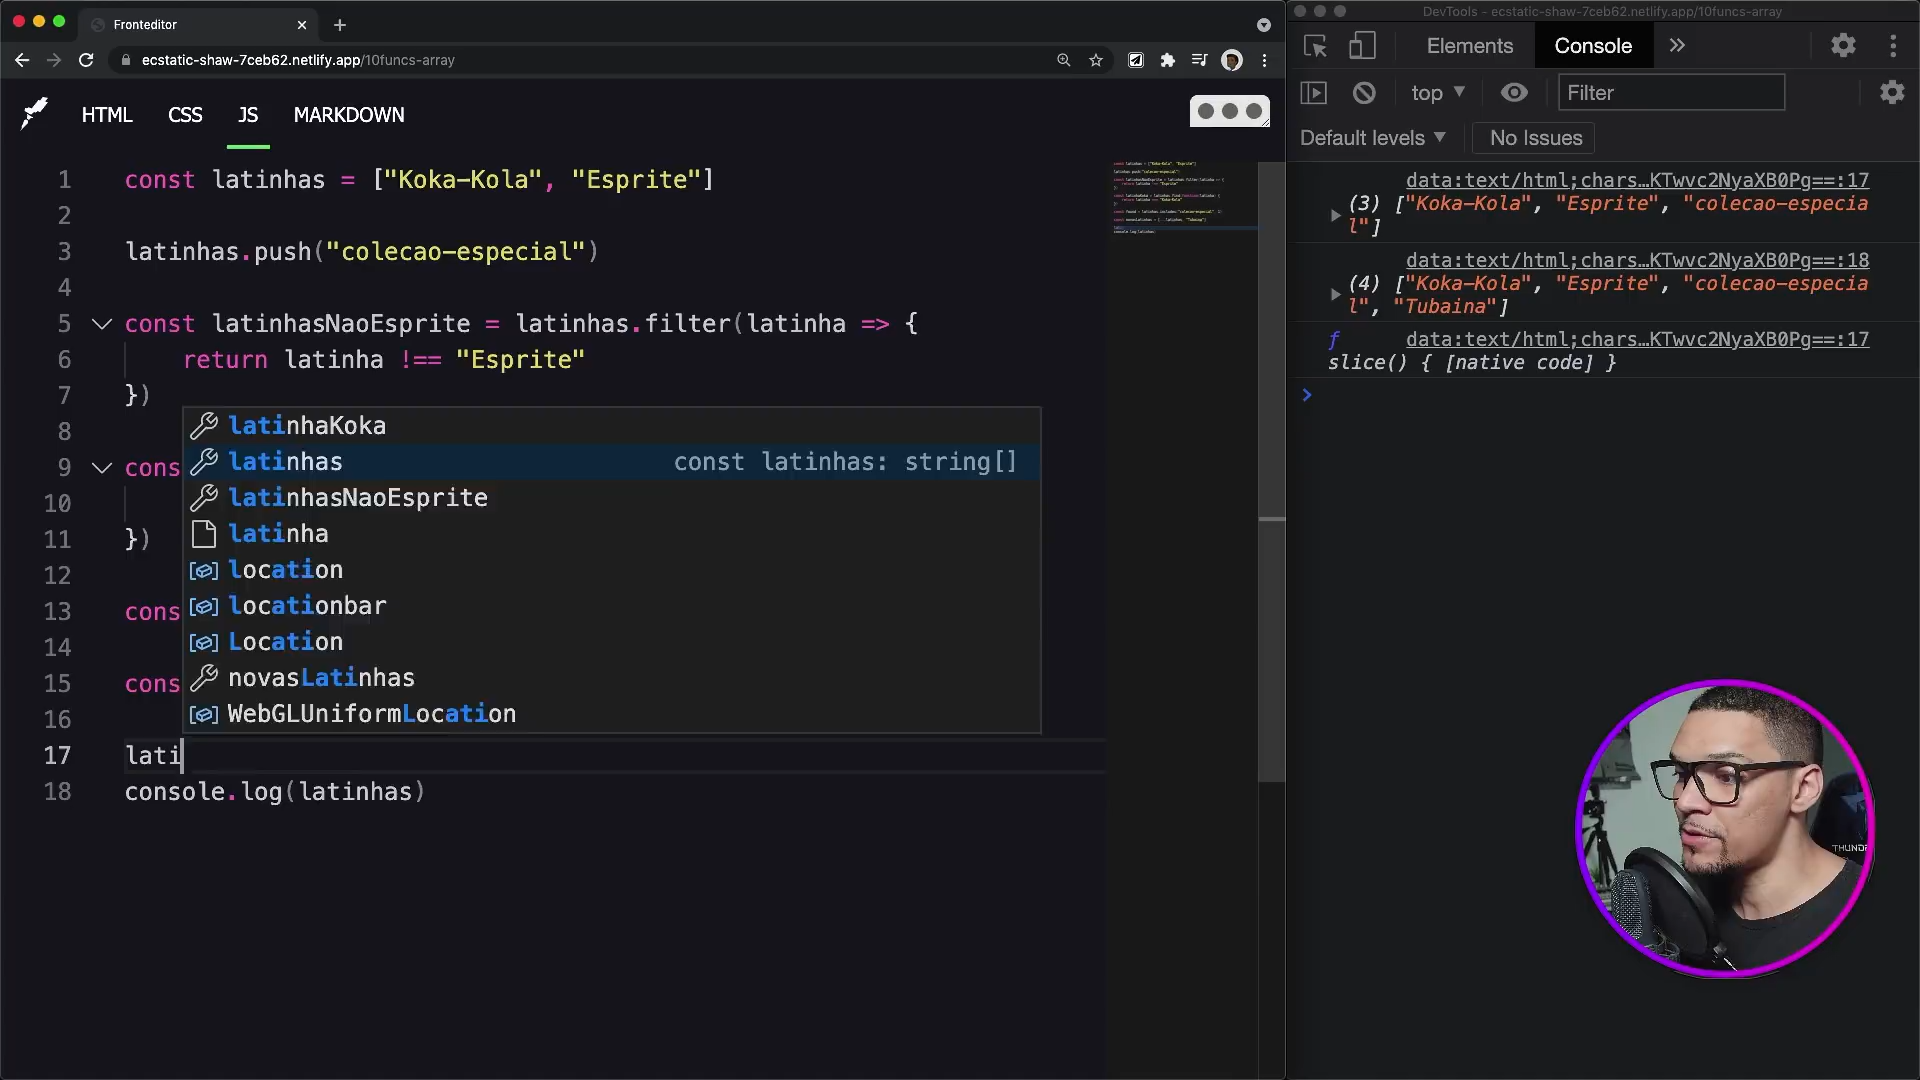 Fronteditor
ecstatic-shaw-7ceb62.netlify.app/10funcs-array
HTML CSS JS MARKDOWN
1 const latinhas = ["Koka-Kola", "Esprite"]
2
3 latinhas.push("colecao-especial")
4
5 const latinhasNaoEsprite = latinhas.filter(latinha => {
6 return latinha !== "Esprite"
7 })
8
9 cons
10
11 })
12
13 cons
14
15 cons
16
17 lati
18 console.log(latinhas)
latinhaKoka
latinhas const latinhas: string[]
latinhasNaoEsprite
latinha
location
locationbar
Location
novasLatinhas
WebGLUniformLocation
DevTools - ecstatic-shaw-7ceb62.netlify.app/10funcs-array
Elements Console
top Filter
Default levels No Issues
data:text/html;chars…KTwvc2NyaXB0Pg==:17
(3) ["Koka-Kola", "Esprite", "colecao-especia
l"]
data:text/html;chars…KTwvc2NyaXB0Pg==:18
(4) ["Koka-Kola", "Esprite", "colecao-especia
l", "Tubaina"]
ƒ data:text/html;chars…KTwvc2NyaXB0Pg==:17
slice() { [native code] }